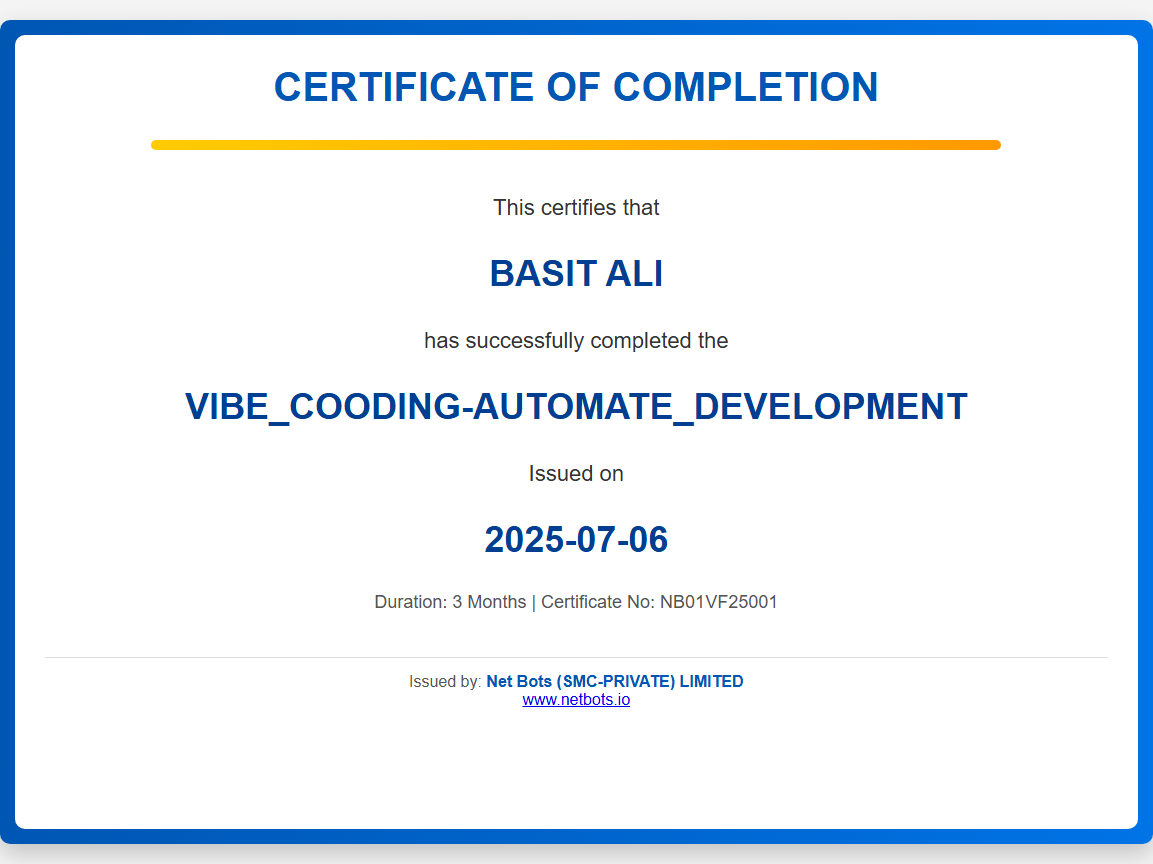 CERTIFICATE OF COMPLETION
This certifies that
BASIT ALI
has successfully completed the
VIBE_COODING-AUTOMATE_DEVELOPMENT
Issued on
2025-07-06
Duration: 3 Months | Certificate No: NB01VF25001
Issued by: Net Bots (SMC-PRIVATE) LIMITED
www.netbots.io